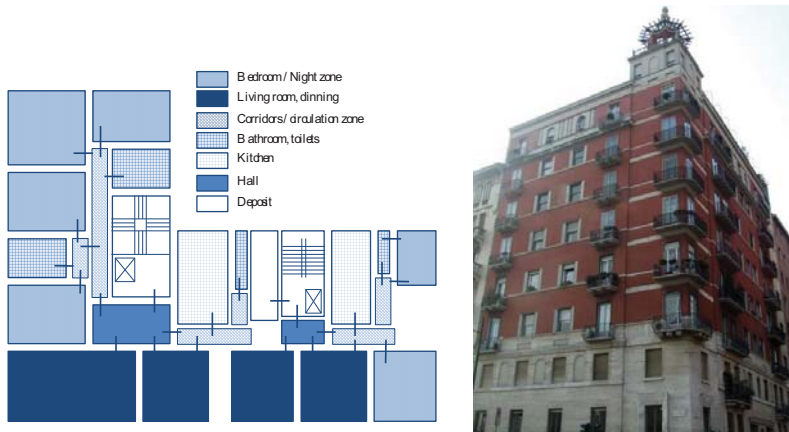 Bedroom / Night zone
Living room, dinning
Corridors/ circulation zone
Bathroom, toilets
Kitchen
Hall
Deposit